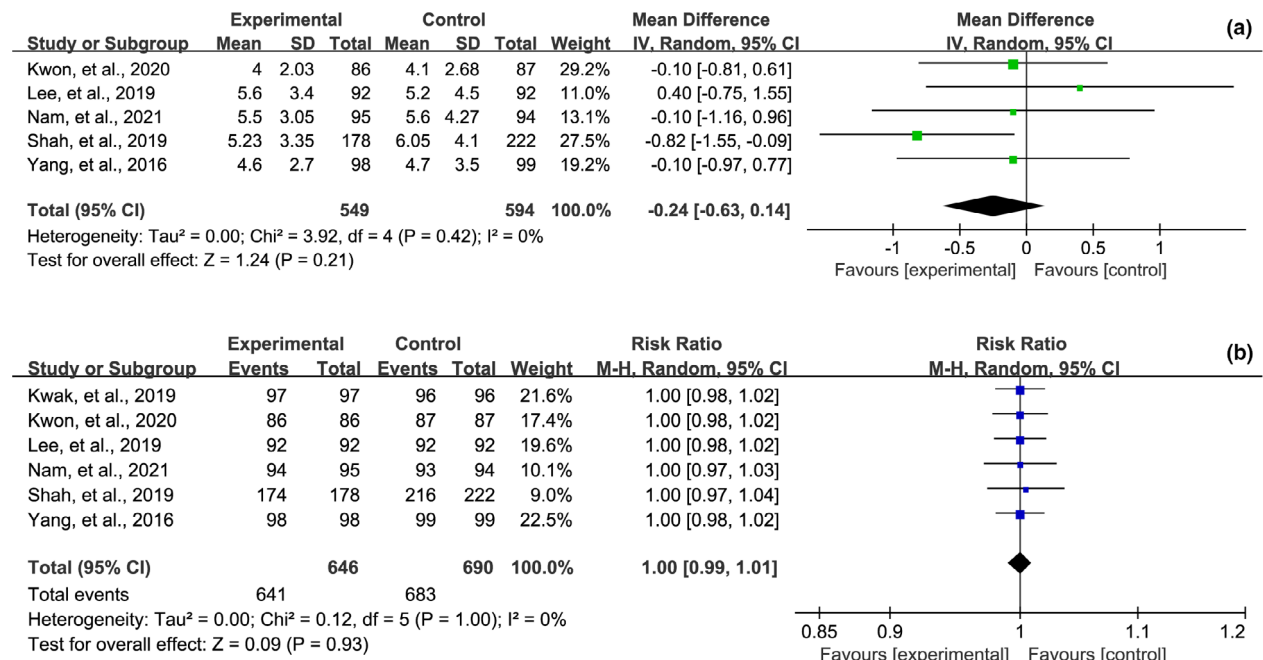 Experimental Control Mean Difference Mean Difference (a)
Study or Subgroup Mean SD Total Mean SD Total Weight IV, Random, 95% CI IV, Random, 95% CI
Kwon, et al., 2020 4 2.03 86 4.1 2.68 87 29.2% -0.10 [-0.81, 0.61]
Lee, et al., 2019 5.6 3.4 92 5.2 4.5 92 11.0% 0.40 [-0.75, 1.55]
Nam, et al., 2021 5.5 3.05 95 5.6 4.27 94 13.1% -0.10 [-1.16, 0.96]
Shah, et al., 2019 5.23 3.35 178 6.05 4.1 222 27.5% -0.82 [-1.55, -0.09]
Yang, et al., 2016 4.6 2.7 98 4.7 3.5 99 19.2% -0.10 [-0.97, 0.77]
Total (95% CI) 549 594 100.0% -0.24 [-0.63, 0.14]
Heterogeneity: Tau² = 0.00; Chi² = 3.92, df = 4 (P = 0.42); I² = 0%
Test for overall effect: Z = 1.24 (P = 0.21)
-1 -0.5 0 0.5 1
Favours [experimental] Favours [control]
Experimental Control Risk Ratio Risk Ratio (b)
Study or Subgroup Events Total Events Total Weight M-H, Random, 95% CI M-H, Random, 95% CI
Kwak, et al., 2019 97 97 96 96 21.6% 1.00 [0.98, 1.02]
Kwon, et al., 2020 86 86 87 87 17.4% 1.00 [0.98, 1.02]
Lee, et al., 2019 92 92 92 92 19.6% 1.00 [0.98, 1.02]
Nam, et al., 2021 94 95 93 94 10.1% 1.00 [0.97, 1.03]
Shah, et al., 2019 174 178 216 222 9.0% 1.00 [0.97, 1.04]
Yang, et al., 2016 98 98 99 99 22.5% 1.00 [0.98, 1.02]
Total (95% CI) 646 690 100.0% 1.00 [0.99, 1.01]
Total events 641 683
Heterogeneity: Tau² = 0.00; Chi² = 0.12, df = 5 (P = 1.00); I² = 0%
Test for overall effect: Z = 0.09 (P = 0.93)
0.85 0.9 1 1.1 1.2
Favours [experimental] Favours [control]